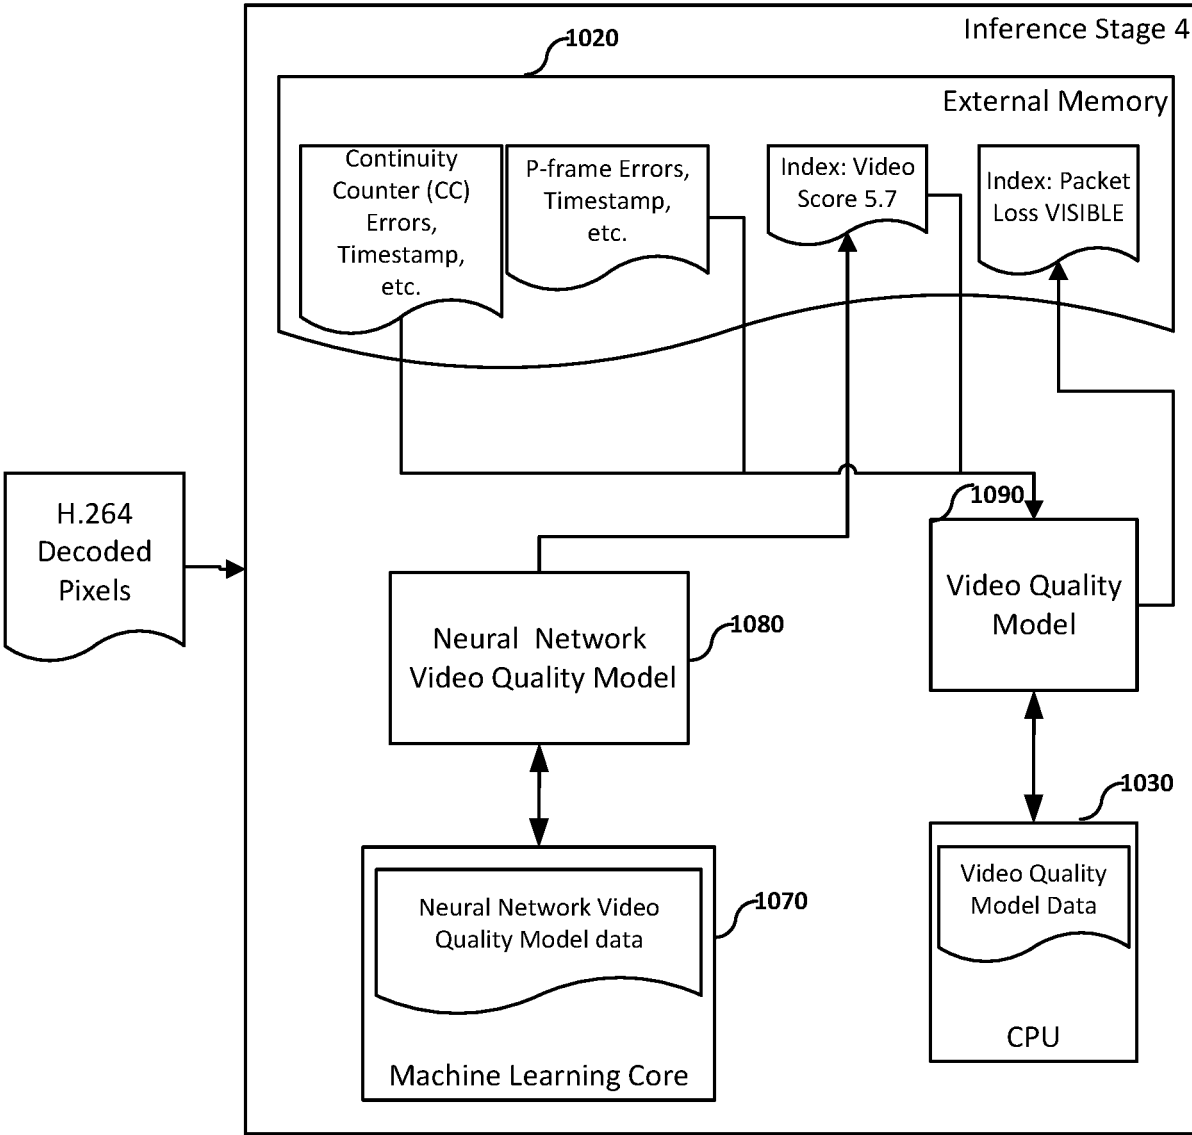 Inference Stage 4
1020
External Memory
Continuity
Counter (CC)
Errors,
Timestamp,
etc.
P-frame Errors,
Timestamp,
etc.
Index: Video
Score 5.7
Index: Packet
Loss VISIBLE
H.264
Decoded
Pixels
1090
Video Quality
Model
Neural Network
Video Quality Model
1080
1030
Video Quality
Model Data
CPU
Neural Network Video
Quality Model data
1070
Machine Learning Core